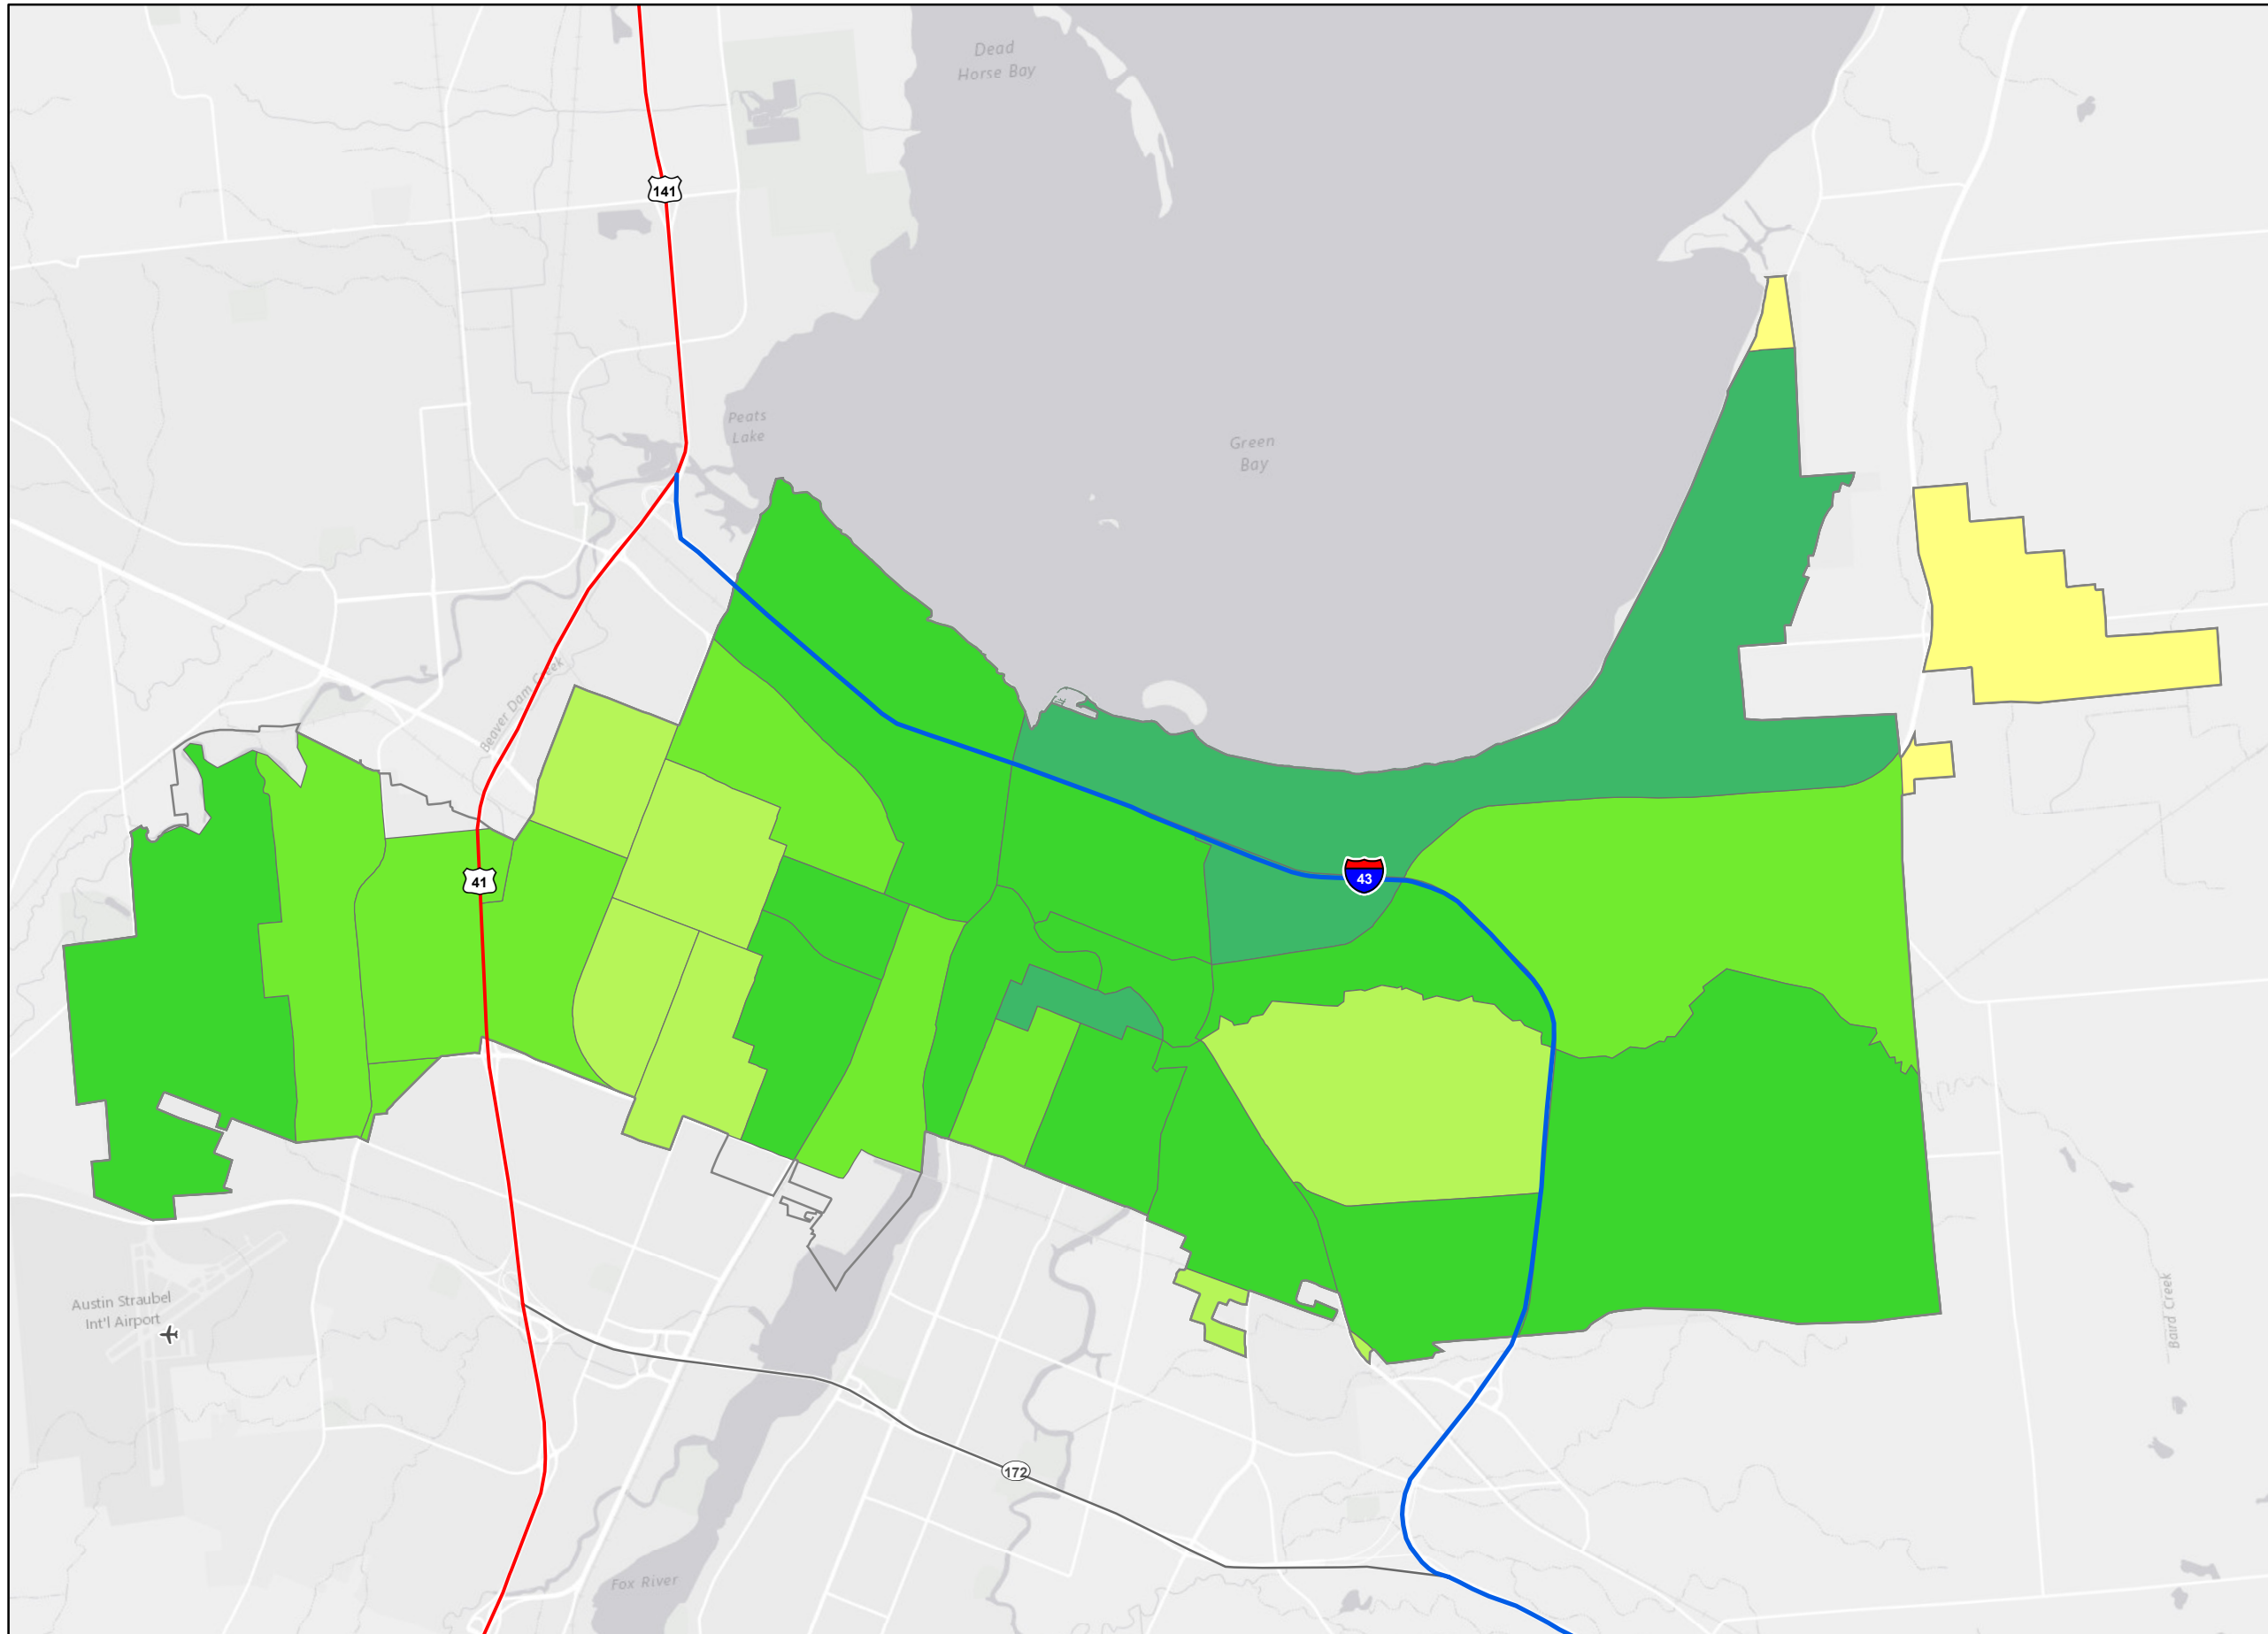 Dead
Horse Bay
141
Peats
Lake
Green
Bay
Beaver Dam Creek
41
43
Austin Straubel
Int'l Airport
Baird Creek
172
Fox River